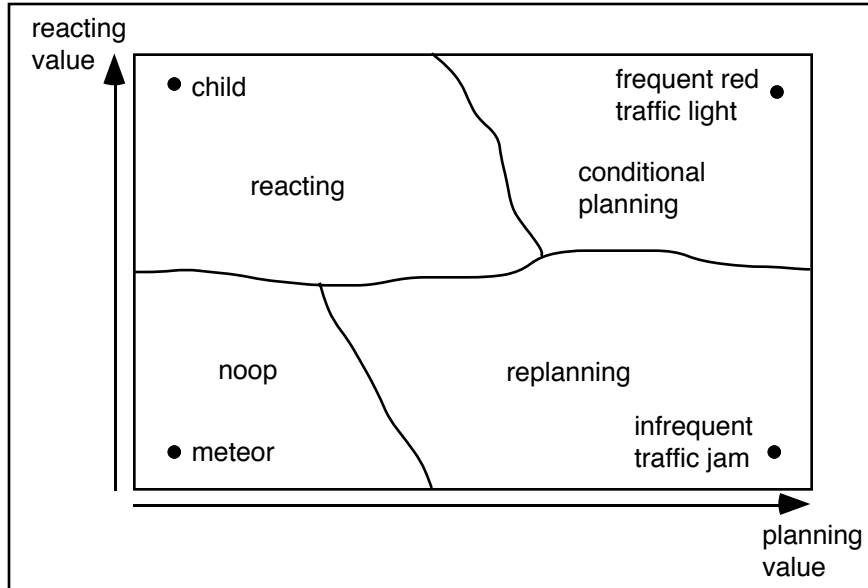 reacting
value
child
frequent red
traffic light
reacting
conditional
planning
noop
replanning
meteor
infrequent
traffic jam
planning
value